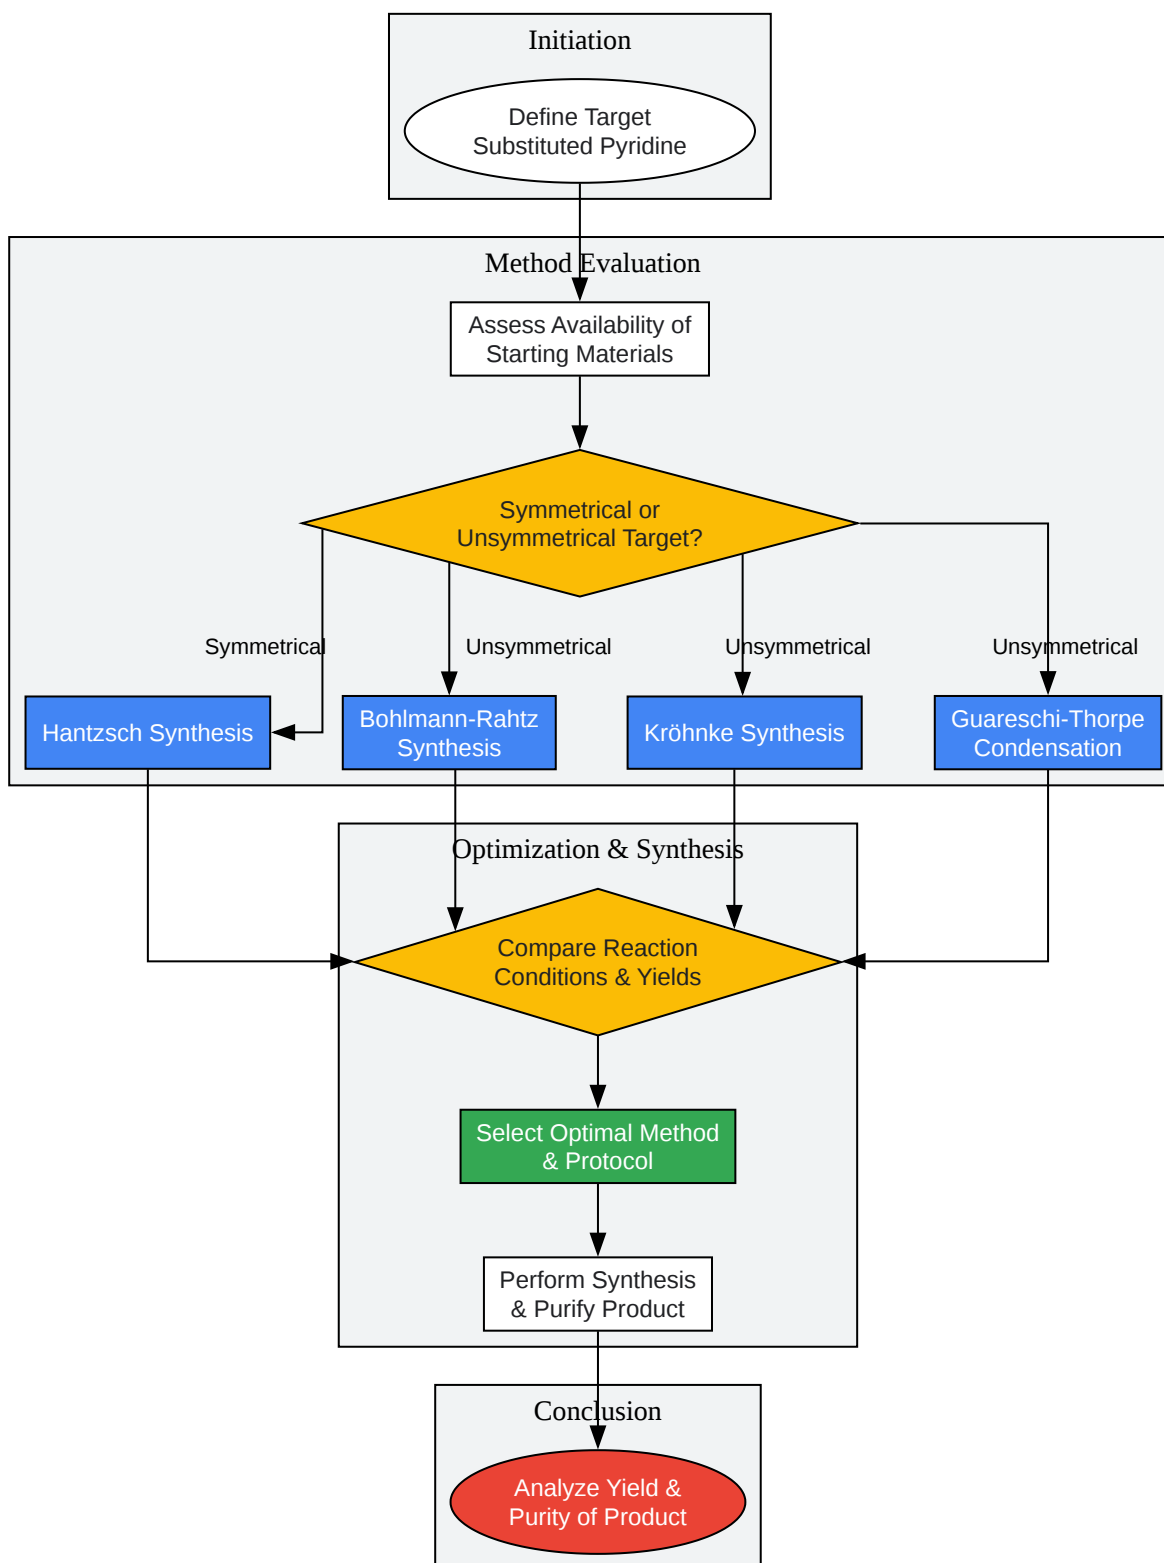 Initiation
Define Target
Substituted Pyridine
Method Evaluation
Assess Availability of
Starting Materials
Symmetrical or
Unsymmetrical Target?
Symmetrical
Unsymmetrical
Unsymmetrical
Unsymmetrical
Hantzsch Synthesis
Bohlmann-Rahtz
Synthesis
Kröhnke Synthesis
Guareschi-Thorpe
Condensation
Optimization & Synthesis
Compare Reaction
Conditions & Yields
Select Optimal Method
& Protocol
Perform Synthesis
& Purify Product
Conclusion
Analyze Yield &
Purity of Product